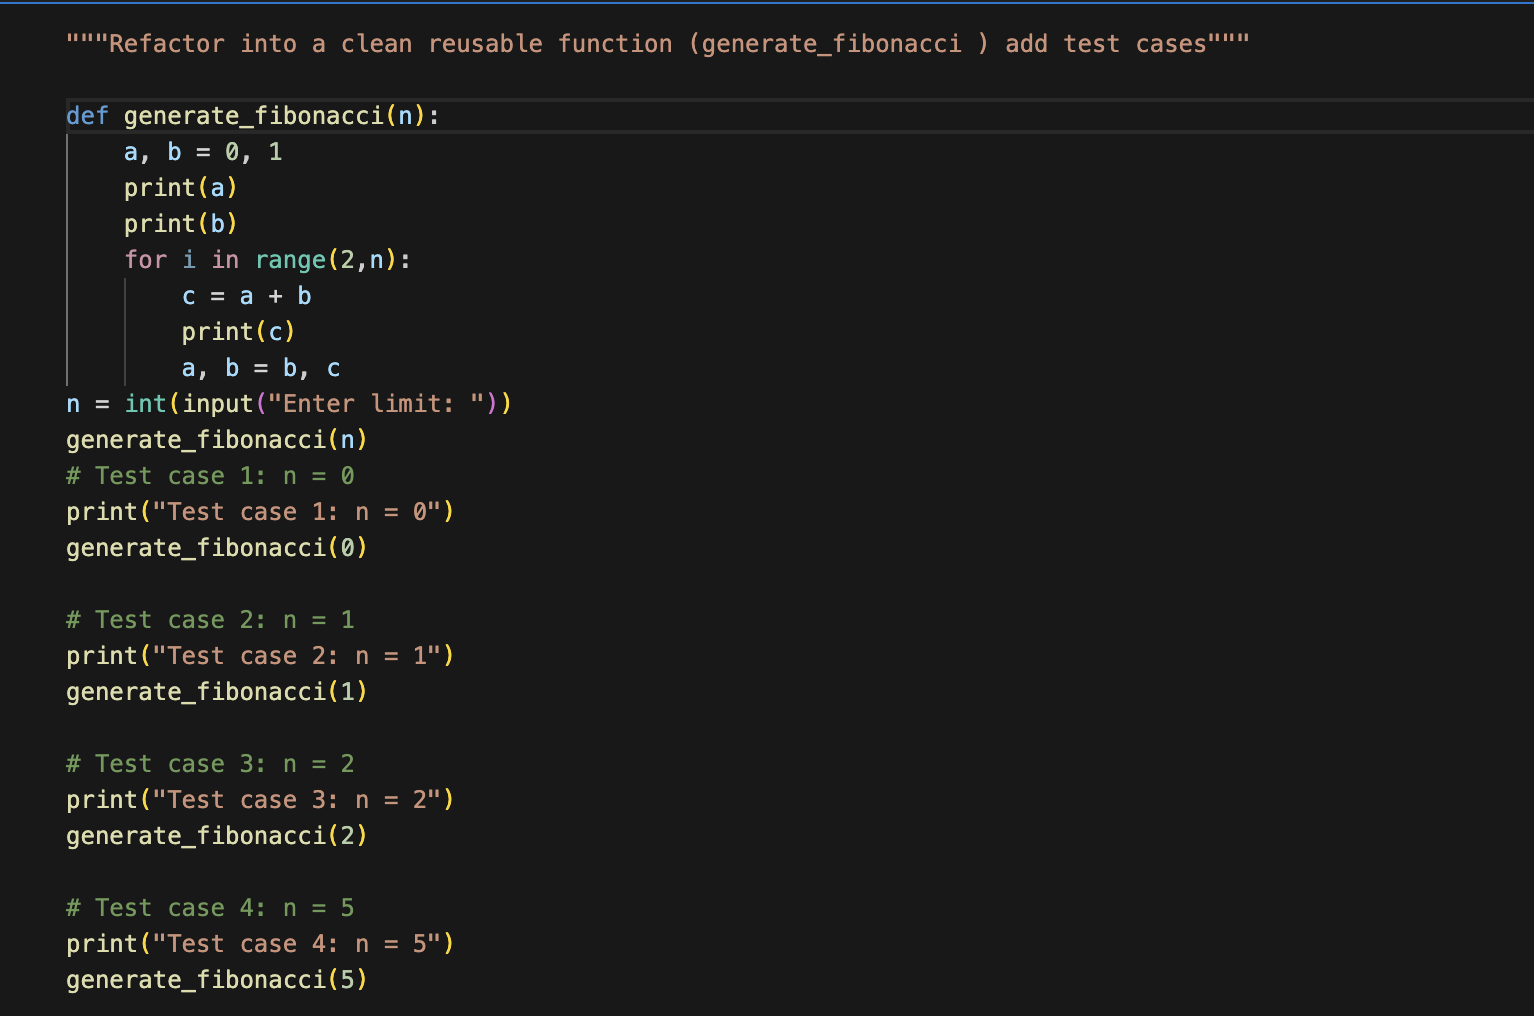 """Refactor into a clean reusable function (generate_fibonacci ) add test cases"""
def generate_fibonacci(n):
    a, b = 0, 1
    print(a)
    print(b)
    for i in range(2,n):
        c = a + b
        print(c)
        a, b = b, c
n = int(input("Enter limit: "))
generate_fibonacci(n)
# Test case 1: n = 0
print("Test case 1: n = 0")
generate_fibonacci(0)
# Test case 2: n = 1
print("Test case 2: n = 1")
generate_fibonacci(1)
# Test case 3: n = 2
print("Test case 3: n = 2")
generate_fibonacci(2)
# Test case 4: n = 5
print("Test case 4: n = 5")
generate_fibonacci(5)